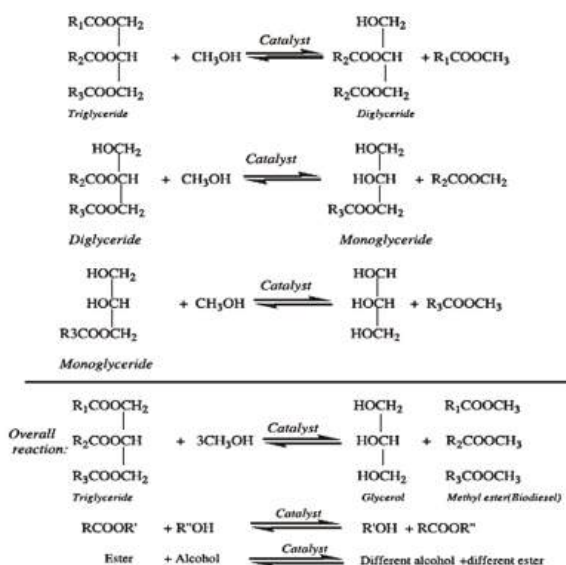 R₁COOCH₂ HOCH₂
Catalyst
R₂COOCH + CH₃OH R₂COOCH + R₁COOCH₃
R₃COOCH₂ R₂COOCH₂
Triglyceride Diglyceride
HOCH₂ HOCH₂
Catalyst
R₂COOCH + CH₃OH HOCH + R₂COOCH₂
R₃COOCH₂ R₃COOCH₂
Diglyceride Monoglyceride
HOCH₂ HOCH
Catalyst
HOCH + CH₃OH HOCH + R₃COOCH₃
R3COOCH₂ HOCH₂
Monoglyceride
R₁COOCH₂ HOCH₂ R₁COOCH₃
Catalyst
Overall reaction: R₂COOCH + 3CH₃OH HOCH + R₂COOCH₃
R₃COOCH₂ HOCH₂ R₃COOCH₃
Triglyceride Glycerol Methyl ester(Biodiesel)
Catalyst
RCOOR' + R"OH R'OH + RCOOR"
Catalyst
Ester + Alcohol Different alcohol +different ester